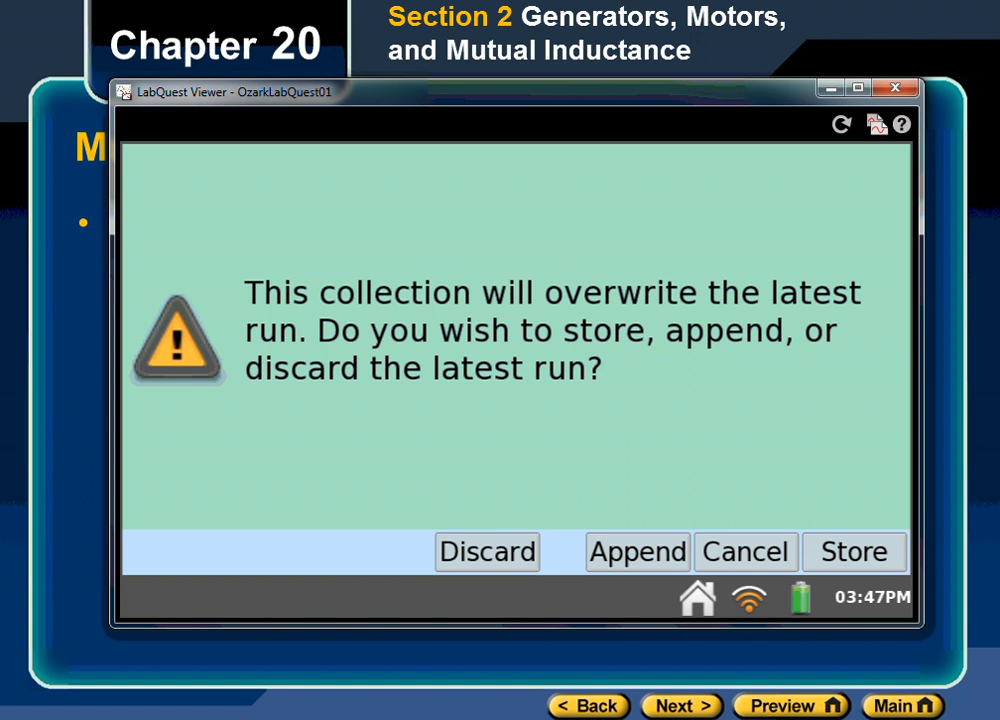 Chapter 20
Section 2 Generators, Motors,
and Mutual Inductance
LabQuest Viewer - OzarkLabQuest01
M
•
This collection will overwrite the latest
run. Do you wish to store, append, or
discard the latest run?
Discard Append Cancel Store
03:47PM
< Back Next > Preview Main